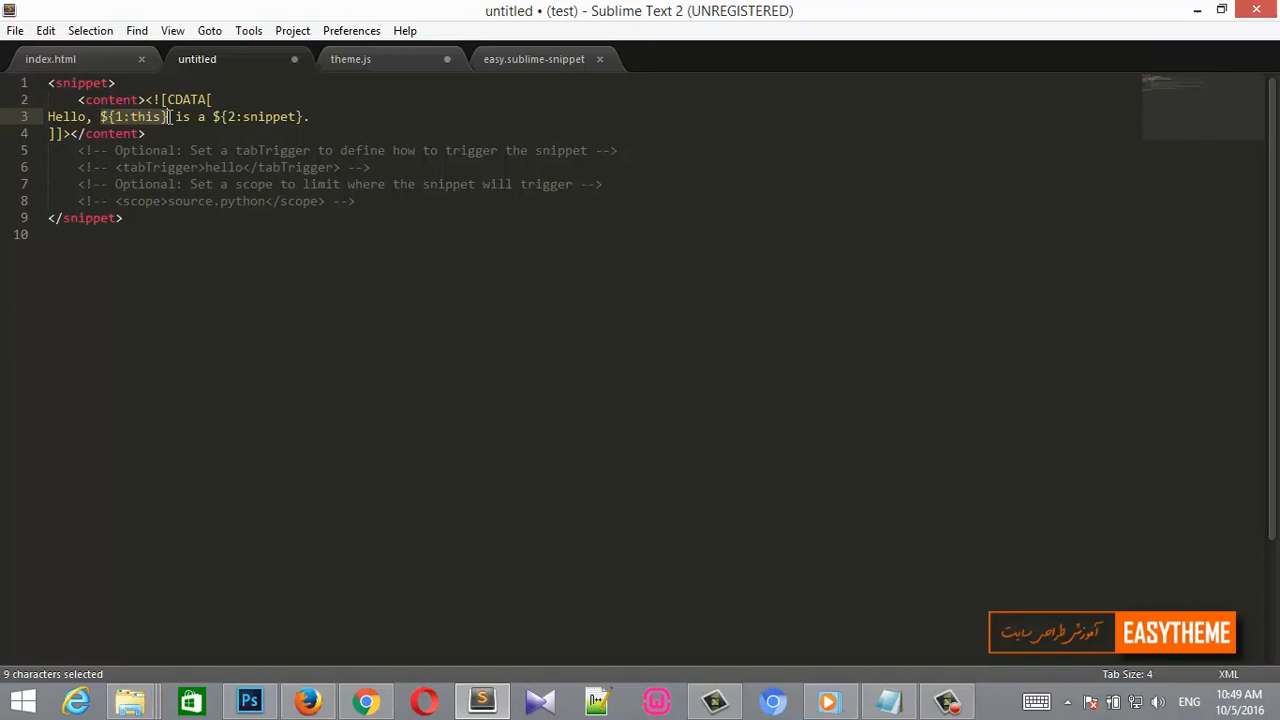 untitled • (test) - Sublime Text 2 (UNREGISTERED)
File Edit Selection View Find Goto Tools Project Preferences Help
index.html untitled theme.js easy.sublime-snippet
1 <snippet>
2 <content><![CDATA[
3 Hello, ${1:this} is a ${2:snippet}.
4 ]]></content>
5 <!-- Optional: Set a tabTrigger to define how to trigger the snippet -->
6 <!-- <tabTrigger>hello</tabTrigger> -->
7 <!-- Optional: Set a scope to limit where the snippet will trigger -->
8 <!-- <scope>source.python</scope> -->
9 </snippet>
10
آموزش طراحی سایت EASYTHEME
9 characters selected Tab Size: 4 XML
Ps
ENG 10:49 AM
10/5/2016